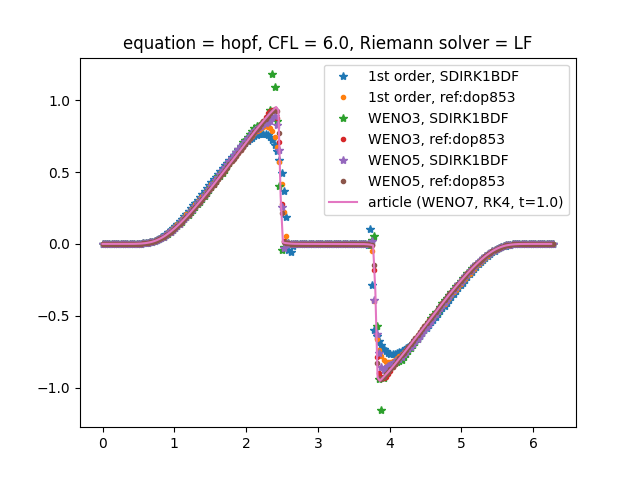 equation = hopf, CFL = 6.0, Riemann solver = LF
1st order, SDIRK1BDF
1st order, ref:dop853
WENO3, SDIRK1BDF
WENO3, ref:dop853
WENO5, SDIRK1BDF
WENO5, ref:dop853
article (WENO7, RK4, t=1.0)
1.0
0.5
0.0
−0.5
−1.0
0 1 2 3 4 5 6